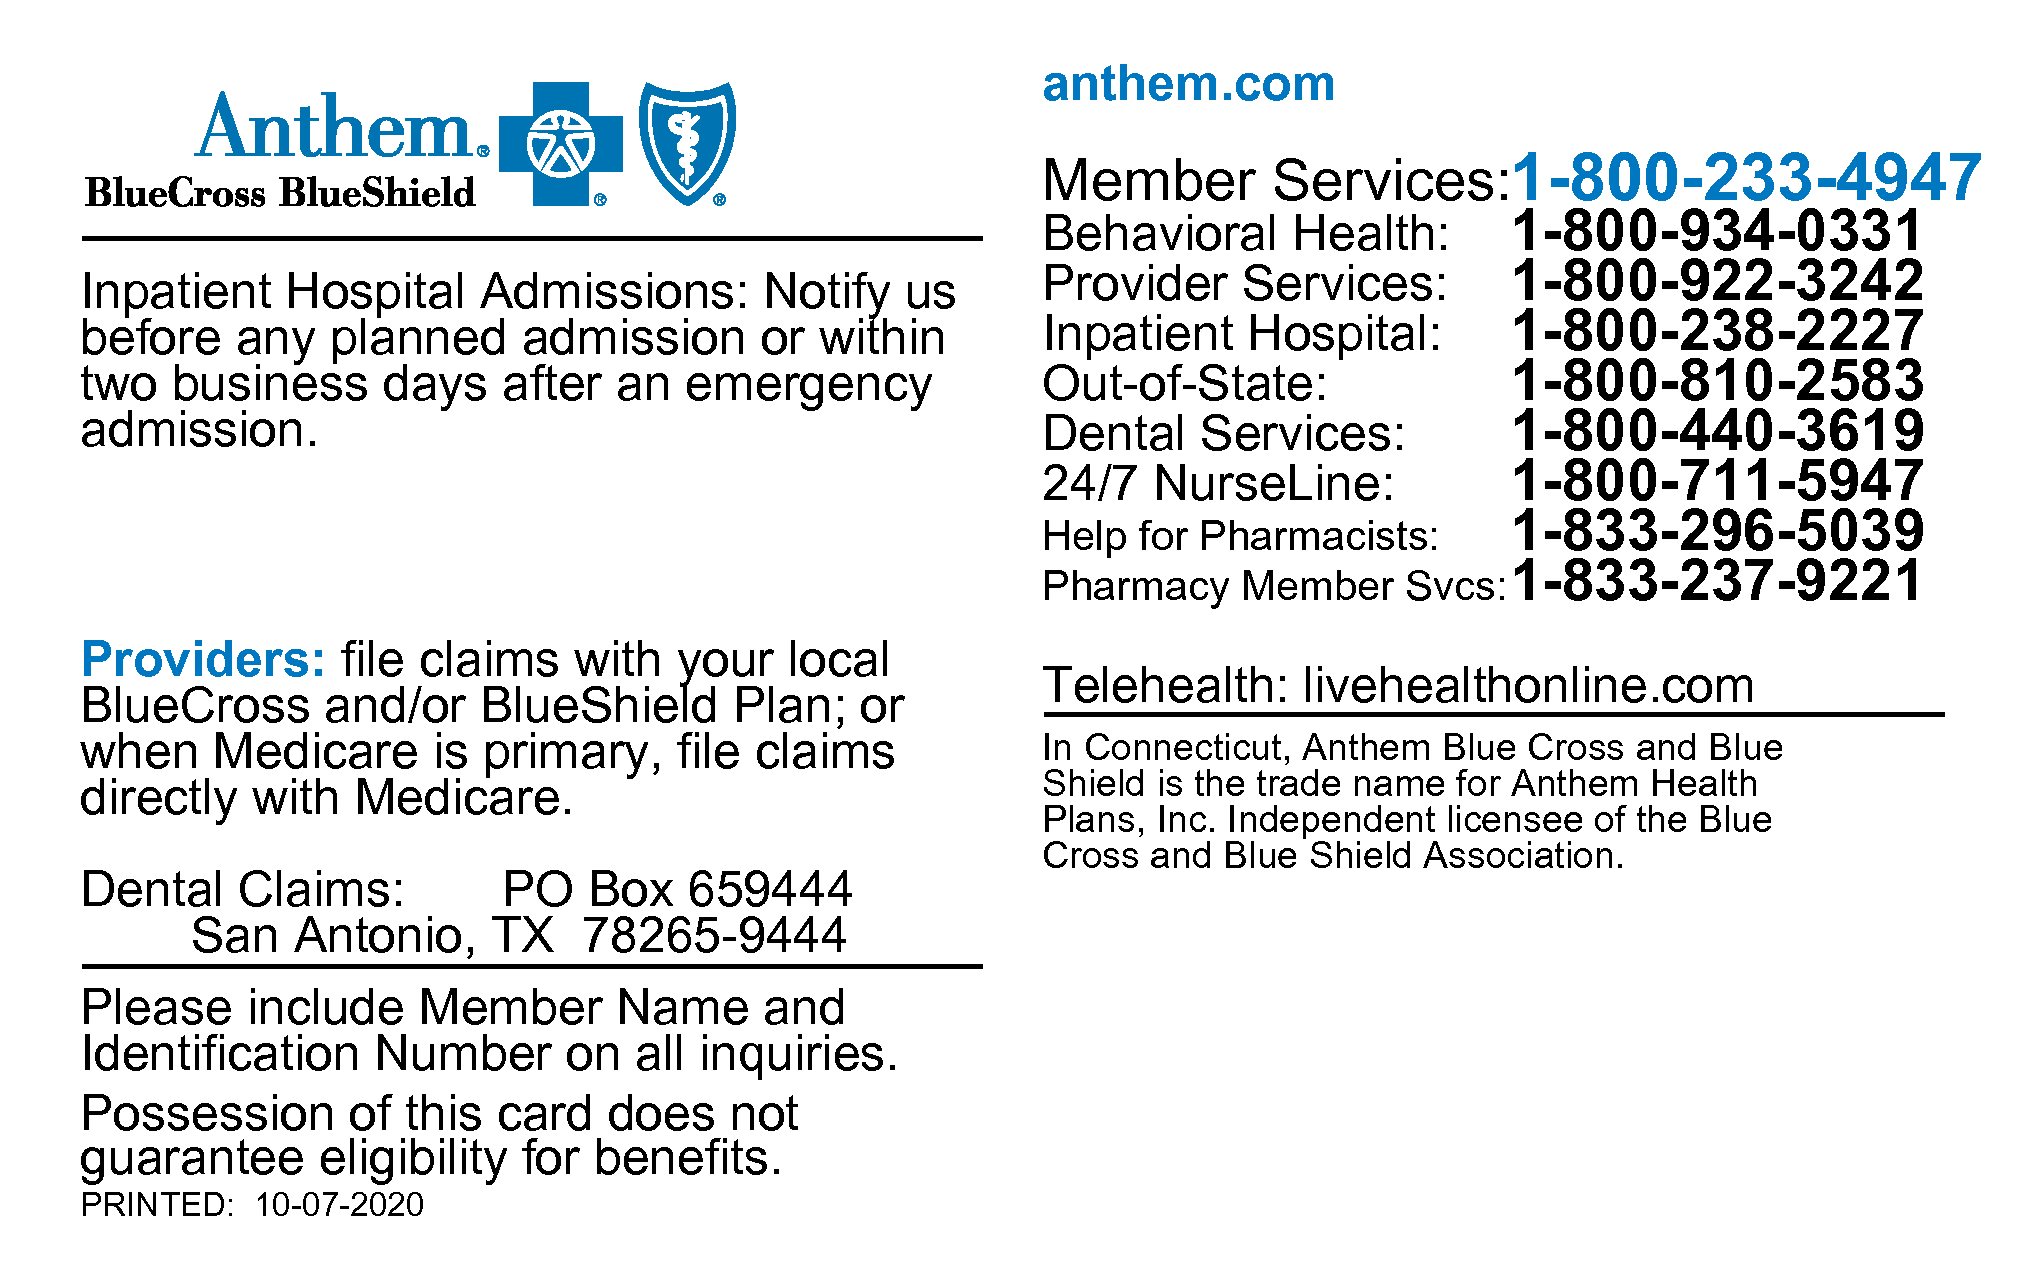 Anthem®
BlueCross BlueShield ® ®
Inpatient Hospital Admissions: Notify us
before any planned admission or within
two business days after an emergency
admission.
Providers: file claims with your local
BlueCross and/or BlueShield Plan; or
when Medicare is primary, file claims
directly with Medicare.
Dental Claims: PO Box 659444
San Antonio, TX 78265-9444
Please include Member Name and
Identification Number on all inquiries.
Possession of this card does not
guarantee eligibility for benefits.
PRINTED: 10-07-2020
anthem.com
Member Services:1-800-233-4947
Behavioral Health: 1-800-934-0331
Provider Services: 1-800-922-3242
Inpatient Hospital: 1-800-238-2227
Out-of-State: 1-800-810-2583
Dental Services: 1-800-440-3619
24/7 NurseLine: 1-800-711-5947
Help for Pharmacists: 1-833-296-5039
Pharmacy Member Svcs:1-833-237-9221
Telehealth: livehealthonline.com
In Connecticut, Anthem Blue Cross and Blue
Shield is the trade name for Anthem Health
Plans, Inc. Independent licensee of the Blue
Cross and Blue Shield Association.